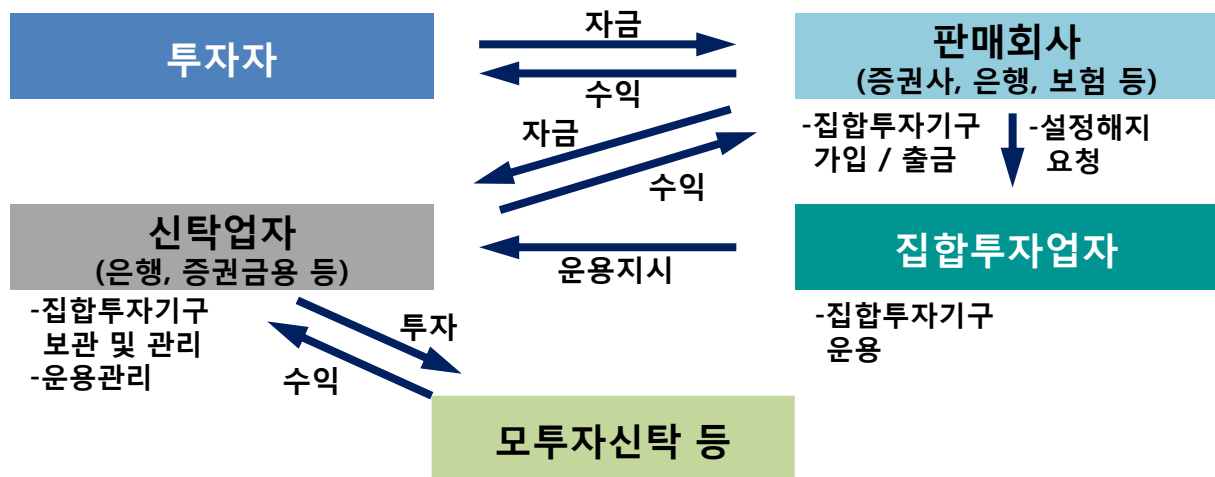 투자자
자금
수익
판매회사
(증권사, 은행, 보험 등)
자금
수익
-집합투자기구
가입 / 출금
-설정해지
요청
신탁업자
(은행, 증권금용 등)
운용지시
집합투자업자
-집합투자기구
보관 및 관리
-운용관리
투자
수익
-집합투자기구
운용
모투자신탁 등